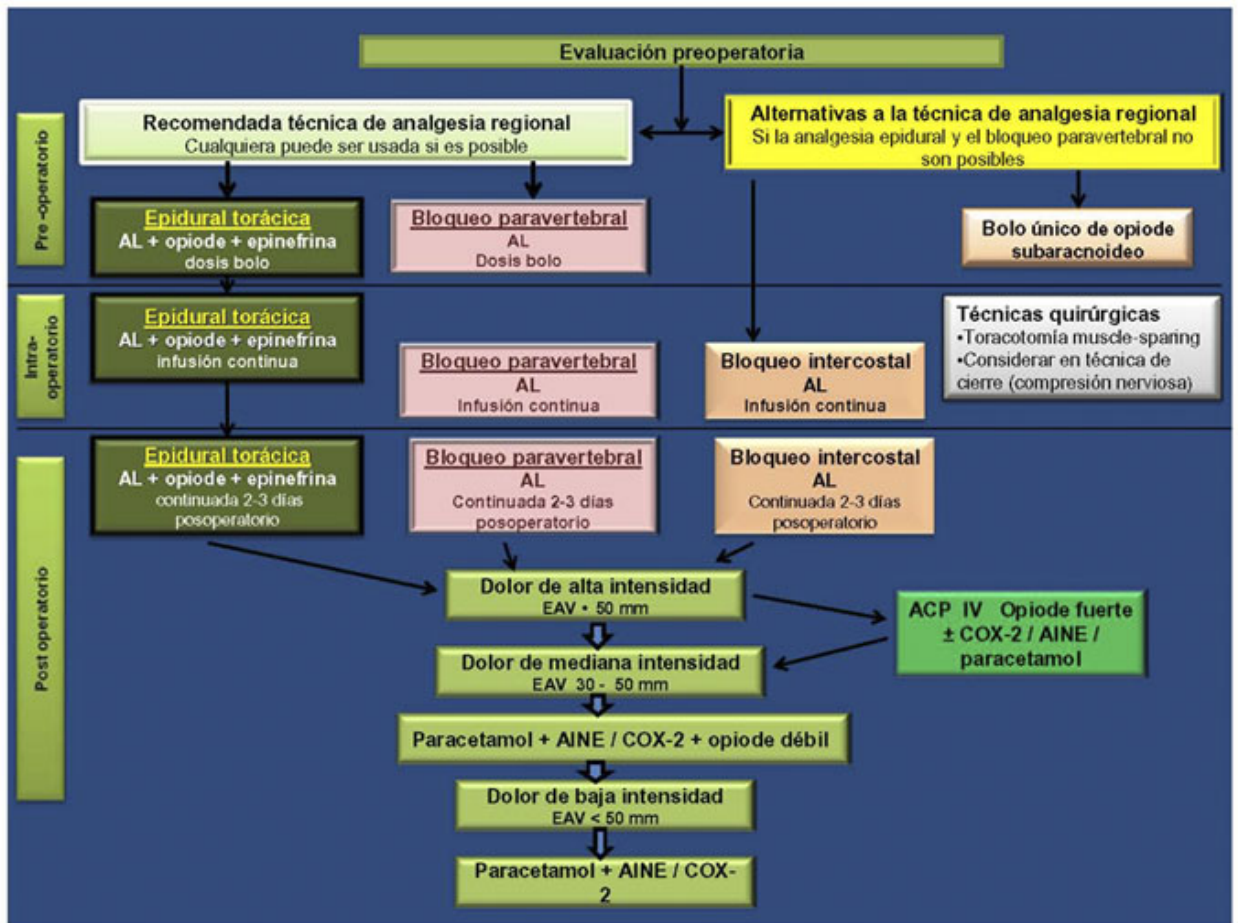 Evaluación preoperatoria
Pre -operatorio
Recomendada técnica de analgesia regional
Cualquiera puede ser usada si es posible
Alternativas a la técnica de analgesia regional
Si la analgesia epidural y el bloqueo paravertebral no
son posibles
Epidural torácica
AL + opiode + epinefrina
dosis bolo
Bloqueo paravertebral
AL
Dosis bolo
Bolo único de opiode
subaracnoideo
Intra-
operatorio
Epidural torácica
AL + opiode + epinefrina
infusión continua
Bloqueo paravertebral
AL
Infusión continua
Bloqueo intercostal
AL
Infusión continua
Técnicas quirúrgicas
•Toracotomía muscle-sparing
•Considerar en técnica de
cierre (compresión nerviosa)
Post operatorio
Epidural torácica
AL + opiode + epinefrina
continuada 2-3 días
posoperatorio
Bloqueo paravertebral
AL
Continuada 2-3 días
posoperatorio
Bloqueo intercostal
AL
Continuada 2-3 días
posoperatorio
Dolor de alta intensidad
EAV • 50 mm
ACP IV Opiode fuerte
± COX-2 / AINE /
paracetamol
Dolor de mediana intensidad
EAV 30 - 50 mm
Paracetamol + AINE / COX-2 + opiode débil
Dolor de baja intensidad
EAV < 50 mm
Paracetamol + AINE / COX-
2